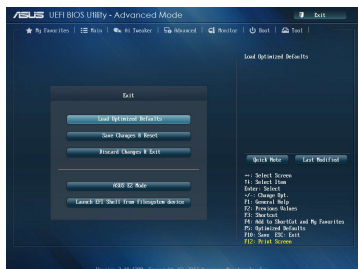 ASUS UEFI BIOS Utility - Advanced Mode
Exit
My Favorites
Main
Ai Tweaker
Advanced
Monitor
Boot
Tool
Load Optimized Defaults
Exit
Load Optimized Defaults
Save Changes & Reset
Discard Changes & Exit
ASUS EZ Mode
Launch EFI Shell from filesystem device
Quick Note
Last Modified
→←: Select Screen
↑↓: Select Item
Enter: Select
+/-: Change Opt.
F1: General Help
F2: Previous Values
F3: Shortcut
F4: Add to ShortCut and My Favorites
F5: Optimized Defaults
F10: Save ESC: Exit
F12: Print Screen